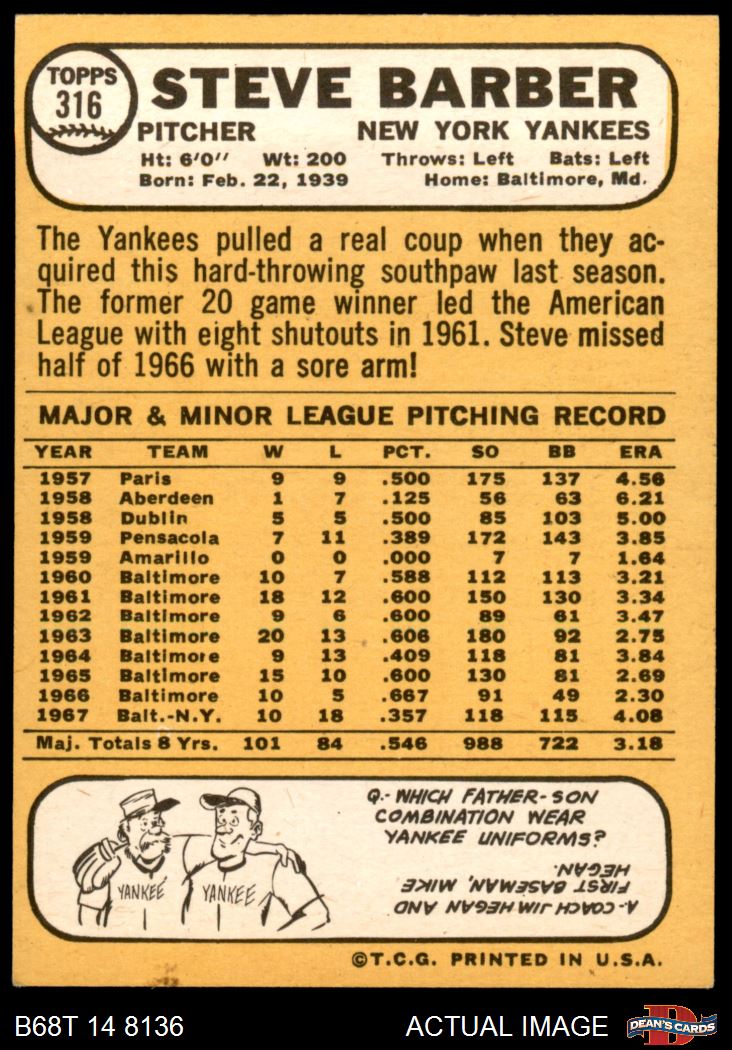 TOPPS
316
STEVE BARBER
PITCHER NEW YORK YANKEES
Ht: 6'0" Wt: 200 Throws: Left Bats: Left
Born: Feb. 22, 1939 Home: Baltimore, Md.
The Yankees pulled a real coup when they ac-
quired this hard-throwing southpaw last season.
The former 20 game winner led the American
League with eight shutouts in 1961. Steve missed
half of 1966 with a sore arm!
MAJOR & MINOR LEAGUE PITCHING RECORD
YEAR TEAM W L PCT. SO BB ERA
1957 Paris 9 9 .500 175 137 4.56
1958 Aberdeen 1 7 .125 56 63 6.21
1958 Dublin 5 5 .500 85 103 5.00
1959 Pensacola 7 11 .389 172 143 3.85
1959 Amarillo 0 0 .000 7 7 1.64
1960 Baltimore 10 7 .588 112 113 3.21
1961 Baltimore 18 12 .600 150 130 3.34
1962 Baltimore 9 6 .600 89 61 3.47
1963 Baltimore 20 13 .606 180 92 2.75
1964 Baltimore 9 13 .409 118 81 3.84
1965 Baltimore 15 10 .600 130 81 2.69
1966 Baltimore 10 5 .667 91 49 2.30
1967 Balt.-N.Y. 10 18 .357 118 115 4.08
Maj. Totals 8 Yrs. 101 84 .546 988 722 3.18
YANKEE YANKEE
Q.- WHICH FATHER-SON
COMBINATION WEAR
YANKEE UNIFORMS?
A.- COACH JIM HEGAN AND
FIRST BASEMAN, MIKE
HEGAN.
©T.C.G. PRINTED IN U.S.A.
B68T 14 8136 ACTUAL IMAGE
D
DEAN'S CARDS